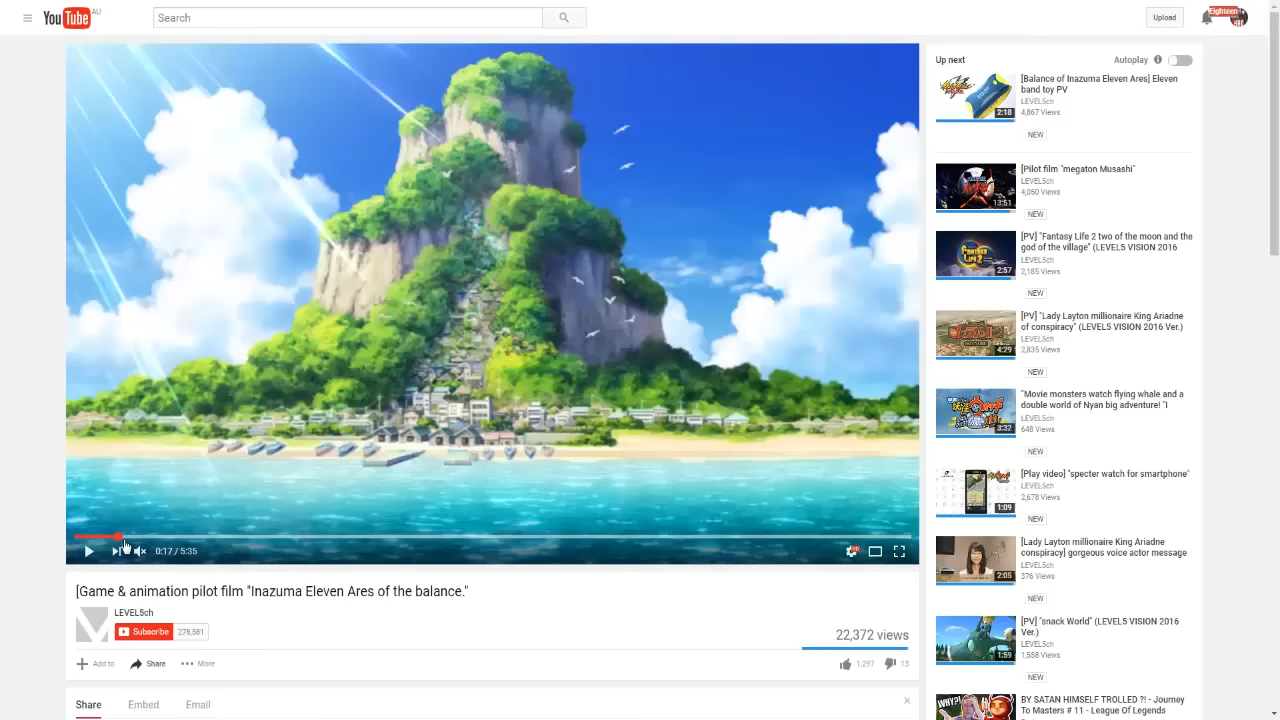 YouTube AU
Search
Upload
Eighteen
Up next
Autoplay
[Balance of Inazuma Eleven Ares] Eleven
band toy PV
LEVEL5ch
4,867 Views
2:18
NEW
[Pilot film "megaton Musashi"
LEVEL5ch
4,050 Views
13:51
NEW
[PV] "Fantasy Life 2 two of the moon and the
god of the village" (LEVEL5 VISION 2016
LEVEL5ch
2,185 Views
2:57
NEW
[PV] "Lady Layton millionaire King Ariadne
of conspiracy" (LEVEL5 VISION 2016 Ver.)
LEVEL5ch
2,835 Views
4:29
NEW
"Movie monsters watch flying whale and a
double world of Nyan big adventure! "I
LEVEL5ch
648 Views
3:32
NEW
[Play video] "specter watch for smartphone"
LEVEL5ch
2,678 Views
1:09
NEW
[Lady Layton millionaire King Ariadne
conspiracy] gorgeous voice actor message
LEVEL5ch
376 Views
2:05
NEW
[PV] "snack World" (LEVEL5 VISION 2016
Ver.)
LEVEL5ch
1,558 Views
1:59
NEW
WHY?!
BY SATAN HIMSELF TROLLED ?! - Journey
To Masters # 11 - League Of Legends
0:17 / 5:35
[Game & animation pilot film "Inazuma Eleven Ares of the balance."
LEVEL5ch
Subscribe 278,581
22,372 views
Add to Share More
1,297 13
Share Embed Email